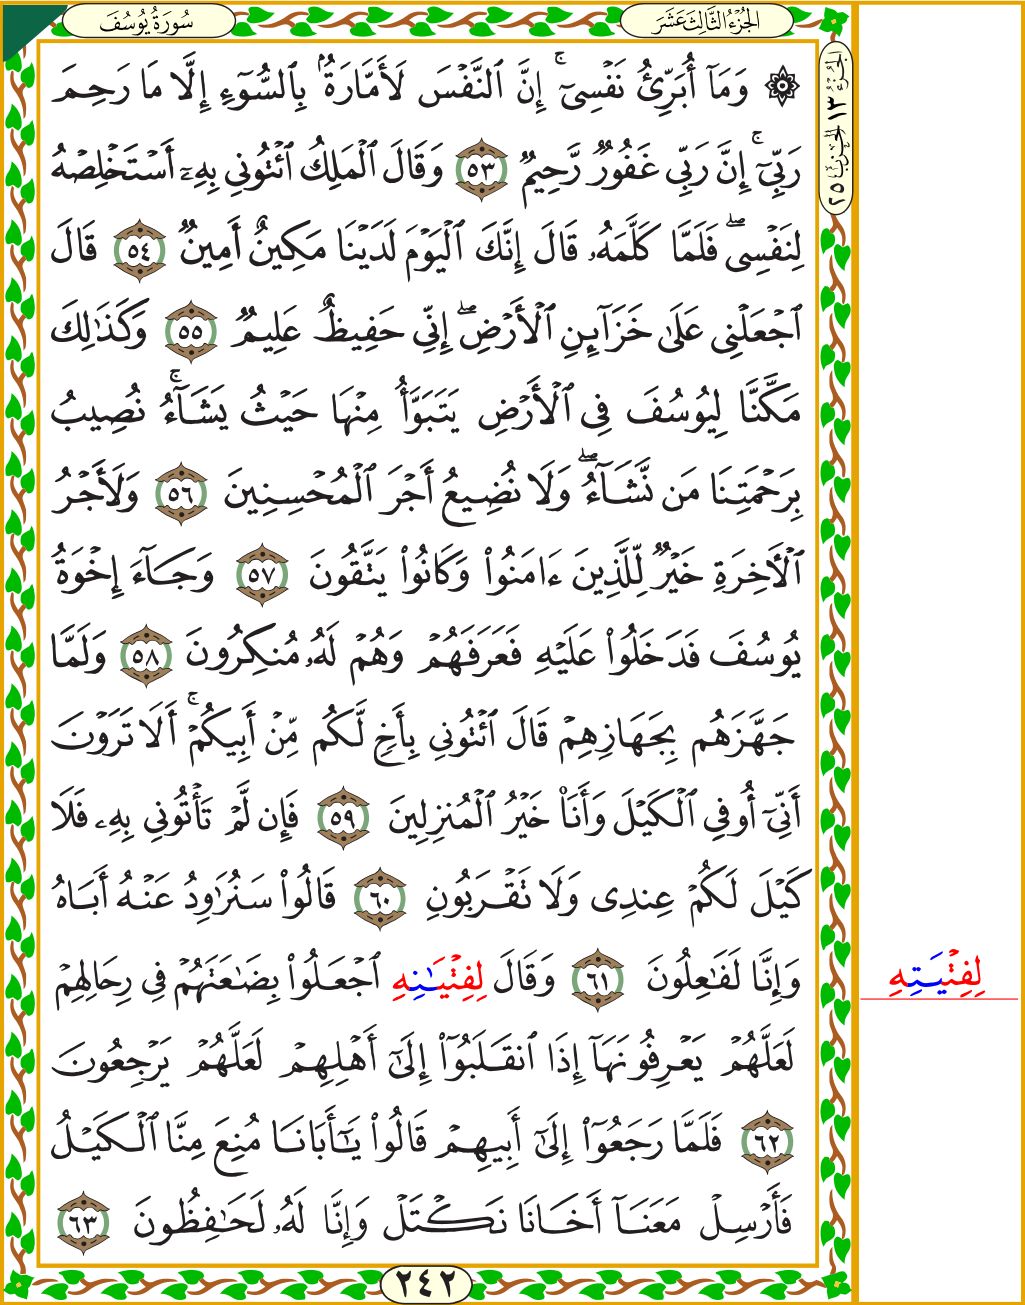 سُورَةُ يُوسُفَ
الجُزْءُ الثَّالِثَ عَشَرَ
الجُزْءُ ١٣ الحِزْبُ ٢٥
۞ وَمَآ أُبَرِّئُ نَفْسِىٓ ۚ إِنَّ ٱلنَّفْسَ لَأَمَّارَةٌۢ بِٱلسُّوٓءِ إِلَّا مَا رَحِمَ
رَبِّىٓ ۚ إِنَّ رَبِّى غَفُورٌ رَّحِيمٌ ٥٣ وَقَالَ ٱلْمَلِكُ ٱئْتُونِى بِهِۦٓ أَسْتَخْلِصْهُ
لِنَفْسِى ۖ فَلَمَّا كَلَّمَهُۥ قَالَ إِنَّكَ ٱلْيَوْمَ لَدَيْنَا مَكِينٌ أَمِينٌ ٥٤ قَالَ
ٱجْعَلْنِى عَلَىٰ خَزَآئِنِ ٱلْأَرْضِ ۖ إِنِّى حَفِيظٌ عَلِيمٌ ٥٥ وَكَذَٰلِكَ
مَكَّنَّا لِيُوسُفَ فِى ٱلْأَرْضِ يَتَبَوَّأُ مِنْهَا حَيْثُ يَشَآءُ ۚ نُصِيبُ
بِرَحْمَتِنَا مَن نَّشَآءُ ۖ وَلَا نُضِيعُ أَجْرَ ٱلْمُحْسِنِينَ ٥٦ وَلَأَجْرُ
ٱلْـَٔاخِرَةِ خَيْرٌ لِّلَّذِينَ ءَامَنُوا۟ وَكَانُوا۟ يَتَّقُونَ ٥٧ وَجَآءَ إِخْوَةُ
يُوسُفَ فَدَخَلُوا۟ عَلَيْهِ فَعَرَفَهُمْ وَهُمْ لَهُۥ مُنكِرُونَ ٥٨ وَلَمَّا
جَهَّزَهُم بِجَهَازِهِمْ قَالَ ٱئْتُونِى بِأَخٍ لَّكُم مِّنْ أَبِيكُمْ ۚ أَلَا تَرَوْنَ
أَنِّىٓ أُوفِى ٱلْكَيْلَ وَأَنَا۠ خَيْرُ ٱلْمُنزِلِينَ ٥٩ فَإِن لَّمْ تَأْتُونِى بِهِۦ فَلَا
كَيْلَ لَكُمْ عِندِى وَلَا تَقْرَبُونِ ٦٠ قَالُوا۟ سَنُرَٰوِدُ عَنْهُ أَبَاهُ
وَإِنَّا لَفَٰعِلُونَ ٦١ وَقَالَ لِفِتْيَٰنِهِ ٱجْعَلُوا۟ بِضَٰعَتَهُمْ فِى رِحَالِهِمْ
لِفِتْيَتِهِ
لَعَلَّهُمْ يَعْرِفُونَهَآ إِذَا ٱنقَلَبُوٓا۟ إِلَىٰٓ أَهْلِهِمْ لَعَلَّهُمْ يَرْجِعُونَ
٦٢ فَلَمَّا رَجَعُوٓا۟ إِلَىٰٓ أَبِيهِمْ قَالُوا۟ يَٰٓأَبَانَا مُنِعَ مِنَّا ٱلْكَيْلُ
فَأَرْسِلْ مَعَنَآ أَخَانَا نَكْتَلْ وَإِنَّا لَهُۥ لَحَٰفِظُونَ ٦٣
٢٤٢